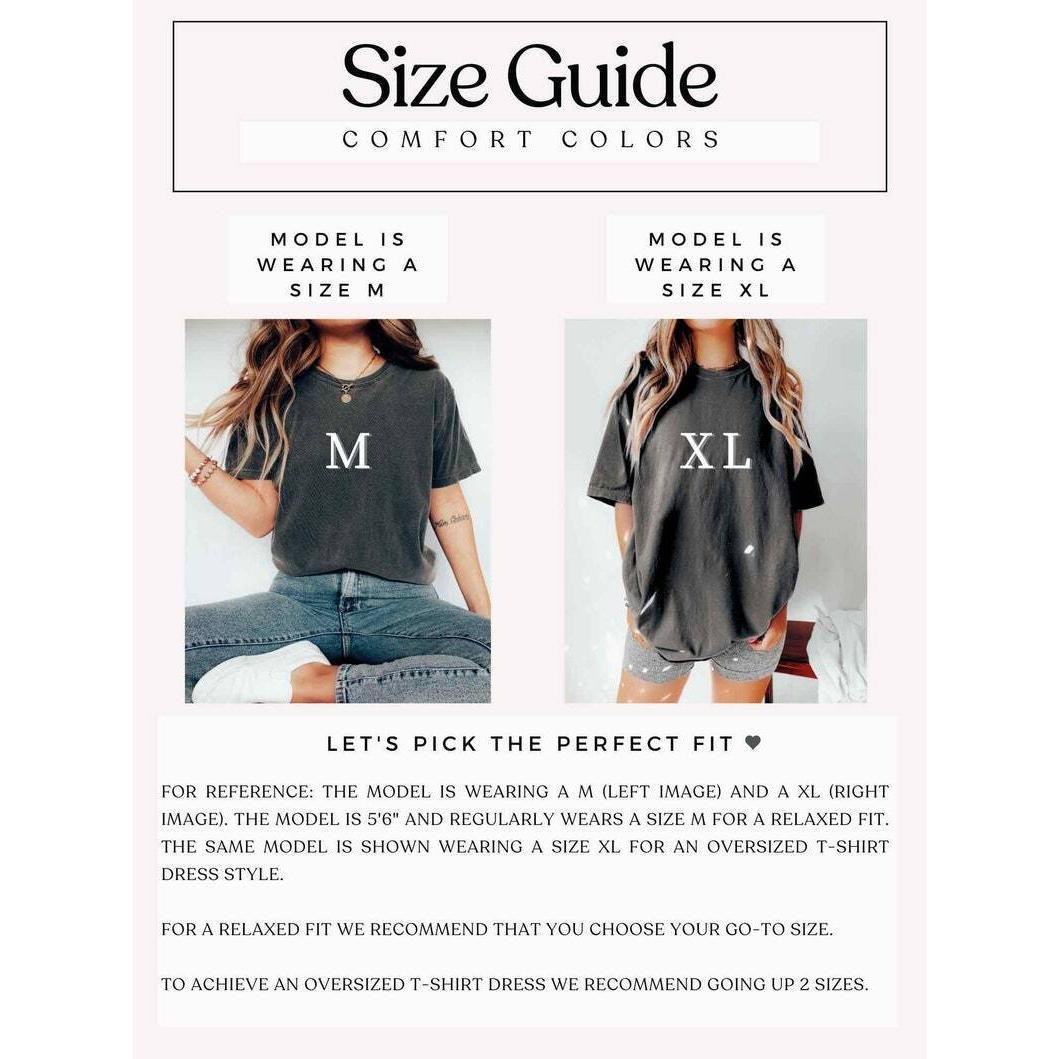 Size Guide
COMFORT COLORS
MODEL IS
WEARING A
SIZE M
MODEL IS
WEARING A
SIZE XL
M
XL
LET'S PICK THE PERFECT FIT ♥
FOR REFERENCE: THE MODEL IS WEARING A M (LEFT IMAGE) AND A XL (RIGHT
IMAGE). THE MODEL IS 5'6" AND REGULARLY WEARS A SIZE M FOR A RELAXED FIT.
THE SAME MODEL IS SHOWN WEARING A SIZE XL FOR AN OVERSIZED T-SHIRT
DRESS STYLE.
FOR A RELAXED FIT WE RECOMMEND THAT YOU CHOOSE YOUR GO-TO SIZE.
TO ACHIEVE AN OVERSIZED T-SHIRT DRESS WE RECOMMEND GOING UP 2 SIZES.